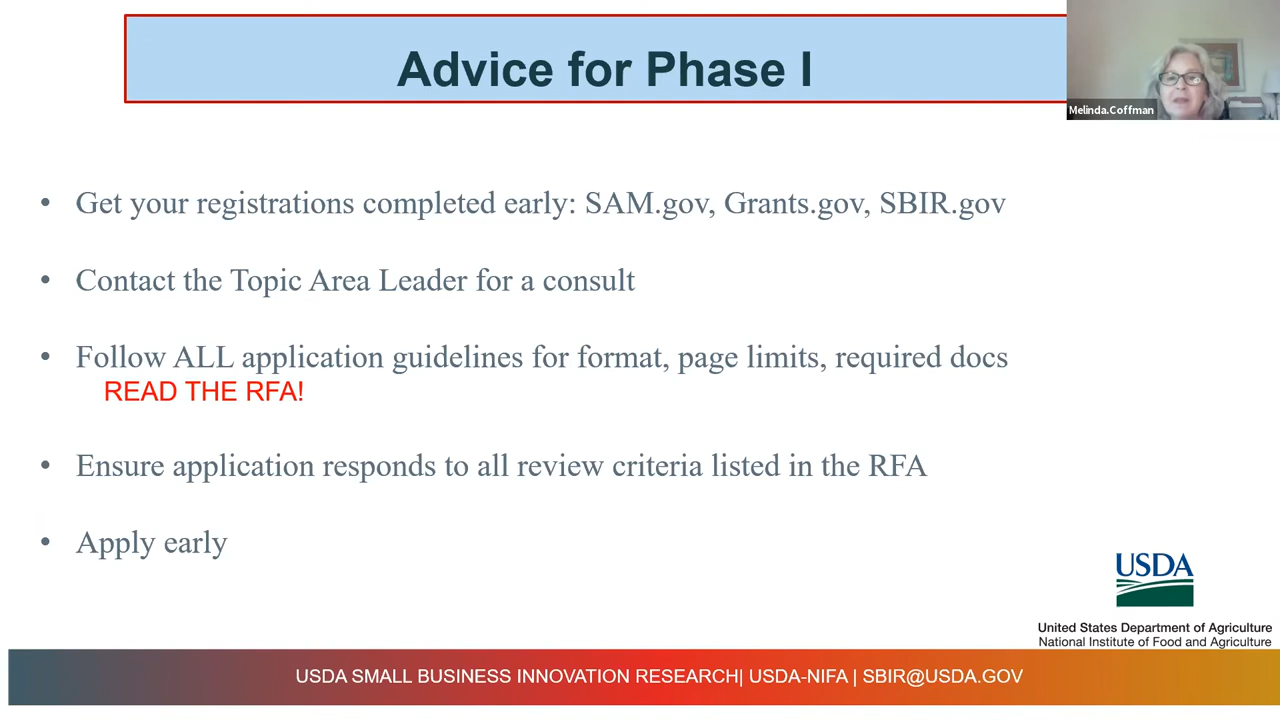 Advice for Phase I
Melinda.Coffman
• Get your registrations completed early: SAM.gov, Grants.gov, SBIR.gov
• Contact the Topic Area Leader for a consult
• Follow ALL application guidelines for format, page limits, required docs
READ THE RFA!
• Ensure application responds to all review criteria listed in the RFA
• Apply early
USDA
United States Department of Agriculture
National Institute of Food and Agriculture
USDA SMALL BUSINESS INNOVATION RESEARCH| USDA-NIFA | SBIR@USDA.GOV